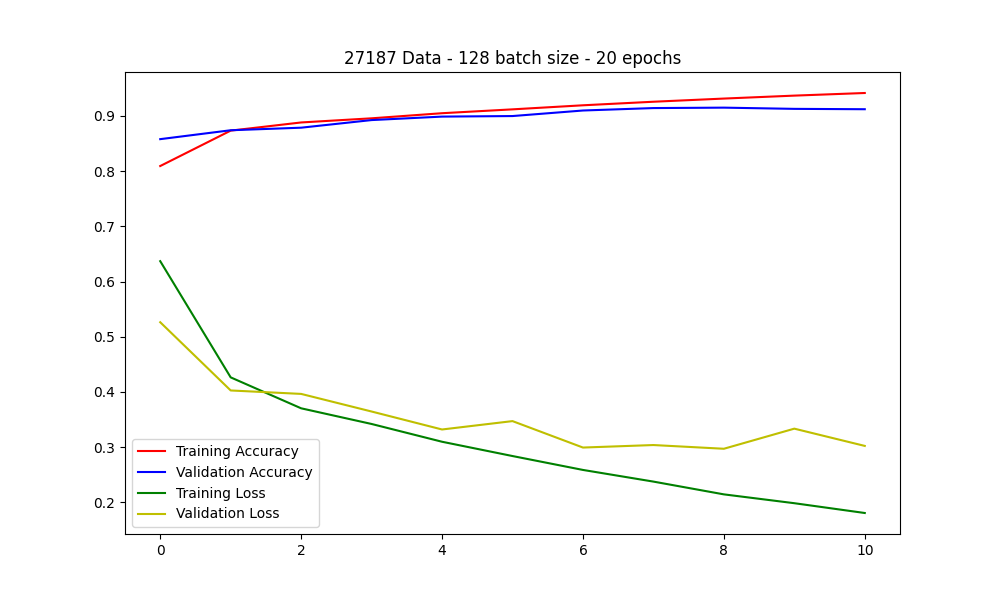 27187 Data - 128 batch size - 20 epochs
0.9
0.8
0.7
0.6
0.5
0.4
0.3
0.2
Training Accuracy
Validation Accuracy
Training Loss
Validation Loss
0 2 4 6 8 10